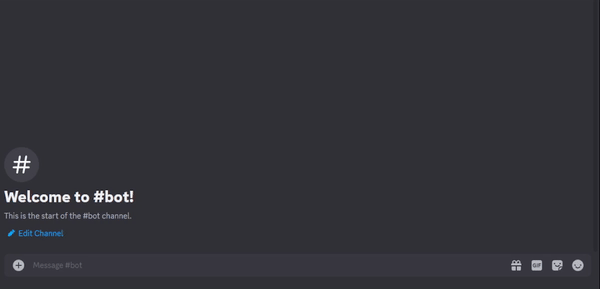 #
Welcome to #bot!
This is the start of the #bot channel.
Edit Channel
Message #bot
GIF